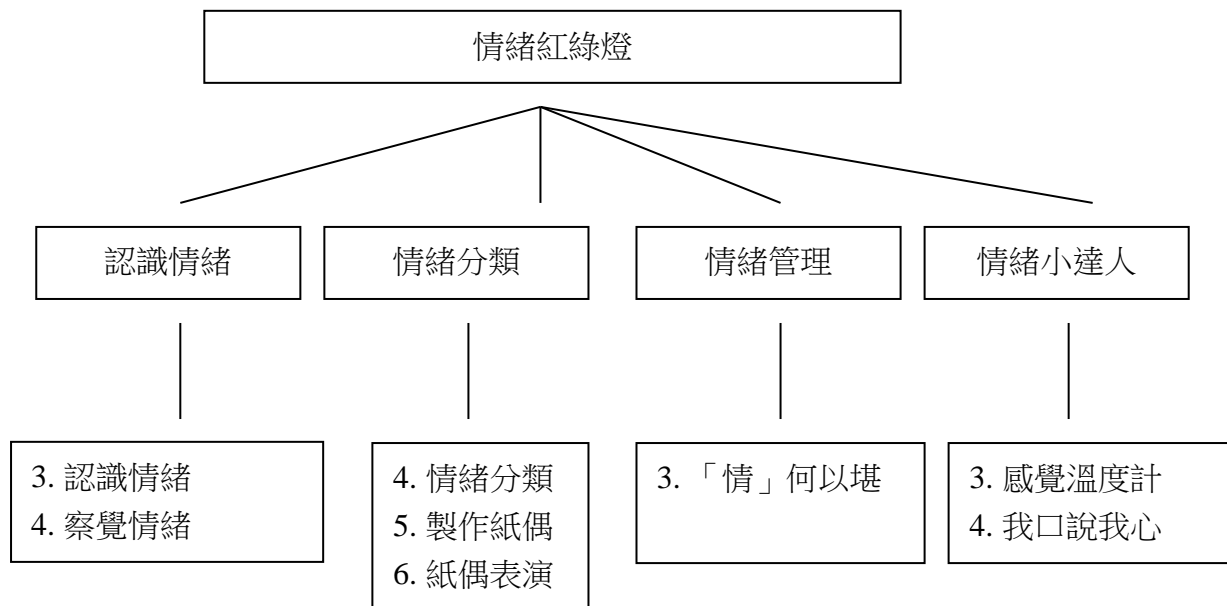 情緒紅綠燈
認識情緒
情緒分類
情緒管理
情緒小達人
3. 認識情緒
4. 察覺情緒
4. 情緒分類
5. 製作紙偶
6. 紙偶表演
3. 「情」何以堪
3. 感覺溫度計
4. 我口說我心